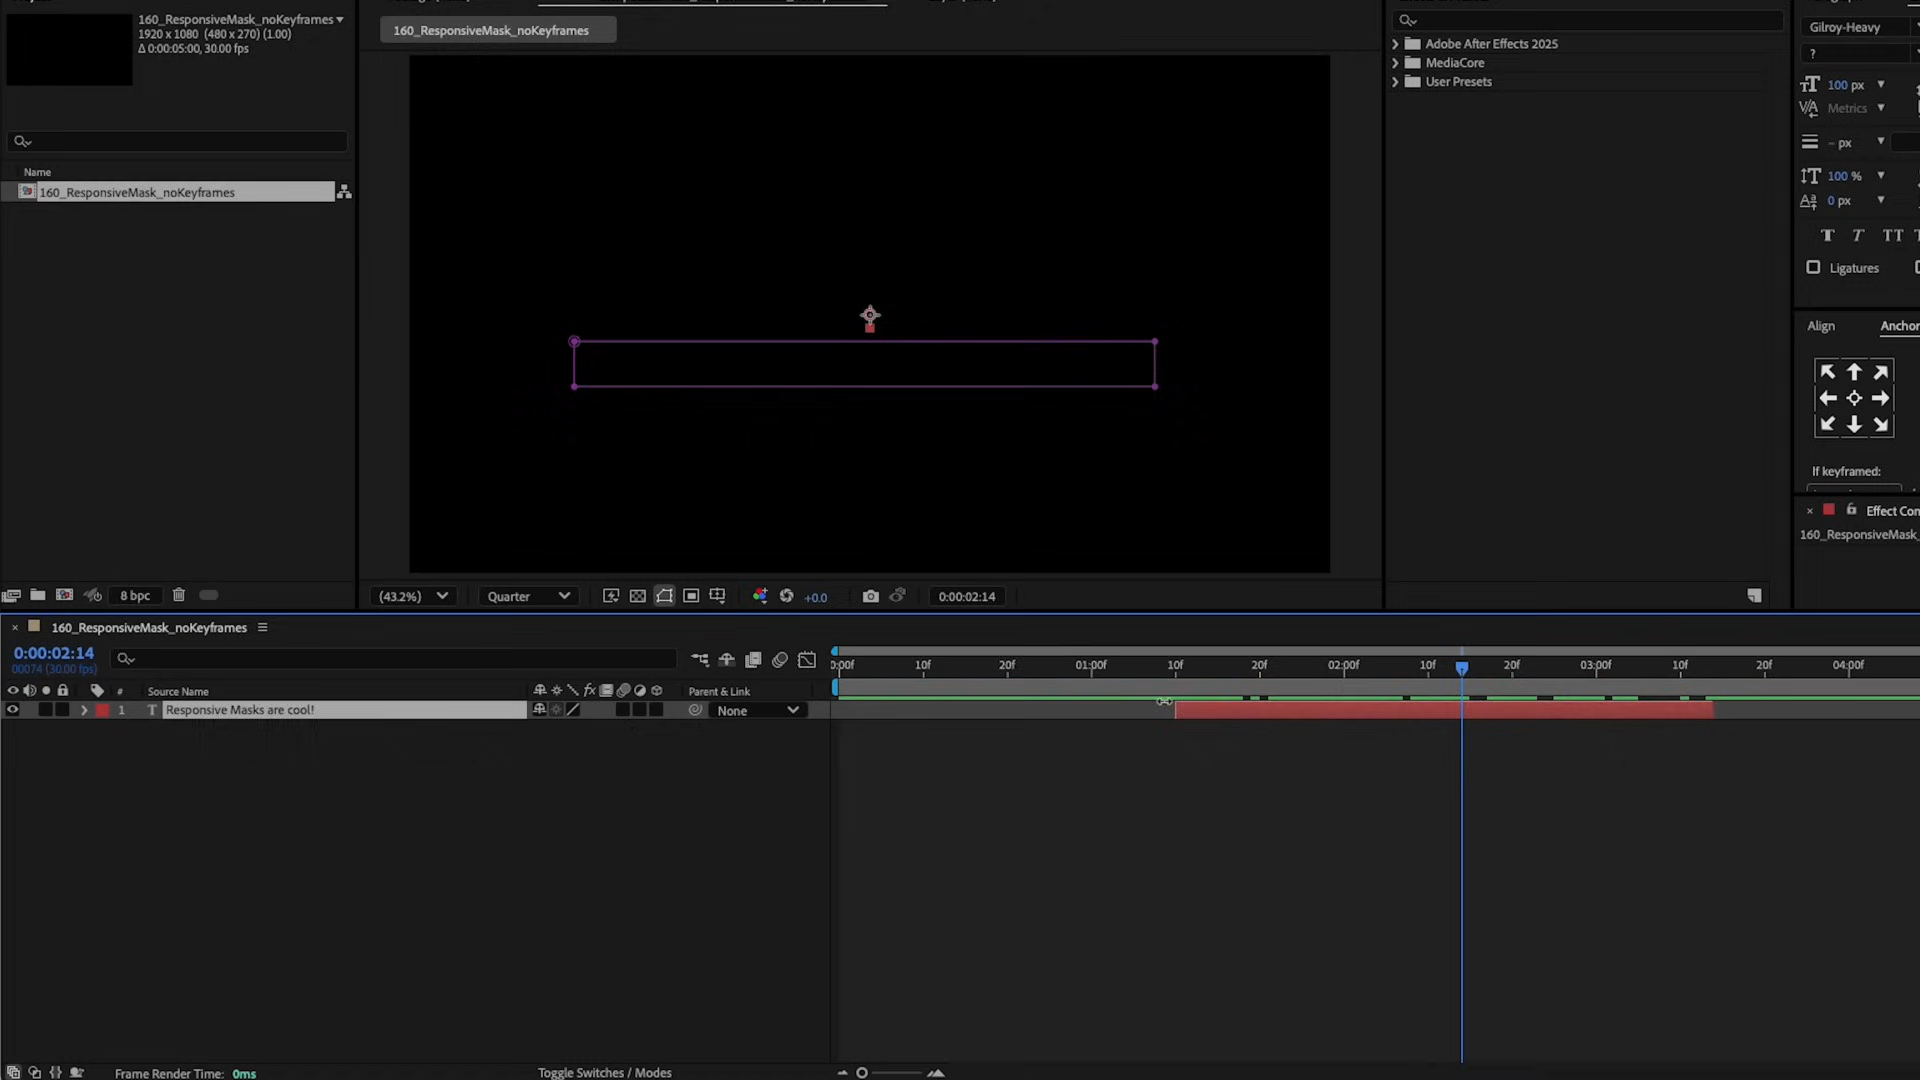 160_ResponsiveMask_noKeyframes
1920 x 1080 (480 x 270) (1.00)
Δ 0:00:05:00, 30.00 fps
160_ResponsiveMask_noKeyframes
Name
160_ResponsiveMask_noKeyframes
8 bpc
(43.2%)
Quarter
+0.0
0:00:02:14
Adobe After Effects 2025
MediaCore
User Presets
Gilroy-Heavy
?
100 px
Metrics
– px
100 %
0 px
T T TT
Ligatures
Align Anchor
If keyframed:
Effect Con
160_ResponsiveMask_
160_ResponsiveMask_noKeyframes
0:00:02:14
00074 (30.00 fps)
# Source Name fx Parent & Link
1 T Responsive Masks are cool! None
0:00f 10f 20f 01:00f 10f 20f 02:00f 10f 20f 03:00f 10f 20f 04:00f
Frame Render Time: 0ms
Toggle Switches / Modes